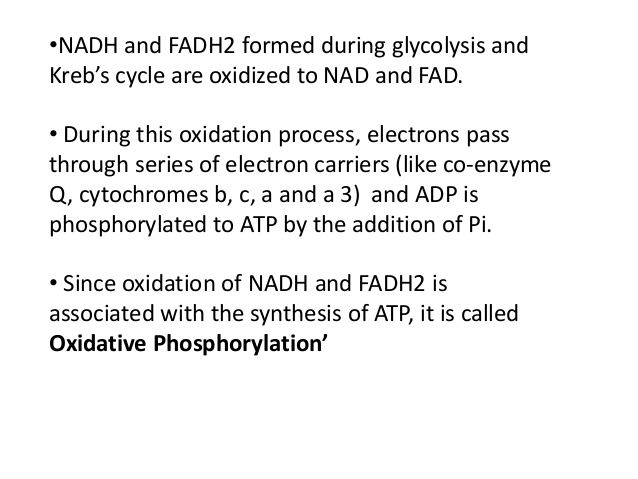 •NADH and FADH2 formed during glycolysis and
Kreb’s cycle are oxidized to NAD and FAD.
• During this oxidation process, electrons pass
through series of electron carriers (like co-enzyme
Q, cytochromes b, c, a and a 3)  and ADP is
phosphorylated to ATP by the addition of Pi.
• Since oxidation of NADH and FADH2 is
associated with the synthesis of ATP, it is called
Oxidative Phosphorylation’